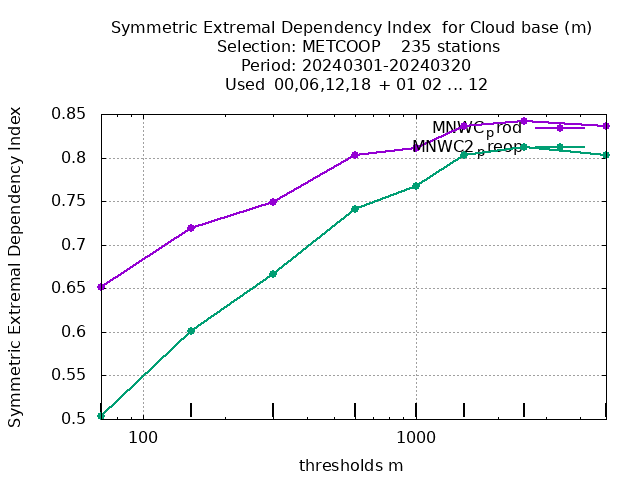 Symmetric Extremal Dependency Index for Cloud base (m)
Selection: METCOOP 235 stations
Period: 20240301-20240320
Used 00,06,12,18 + 01 02 ... 12
Symmetric Extremal Dependency Index
0.85
0.8
0.75
0.7
0.65
0.6
0.55
0.5
MNWCprod
MNWC2preop
100
1000
thresholds m